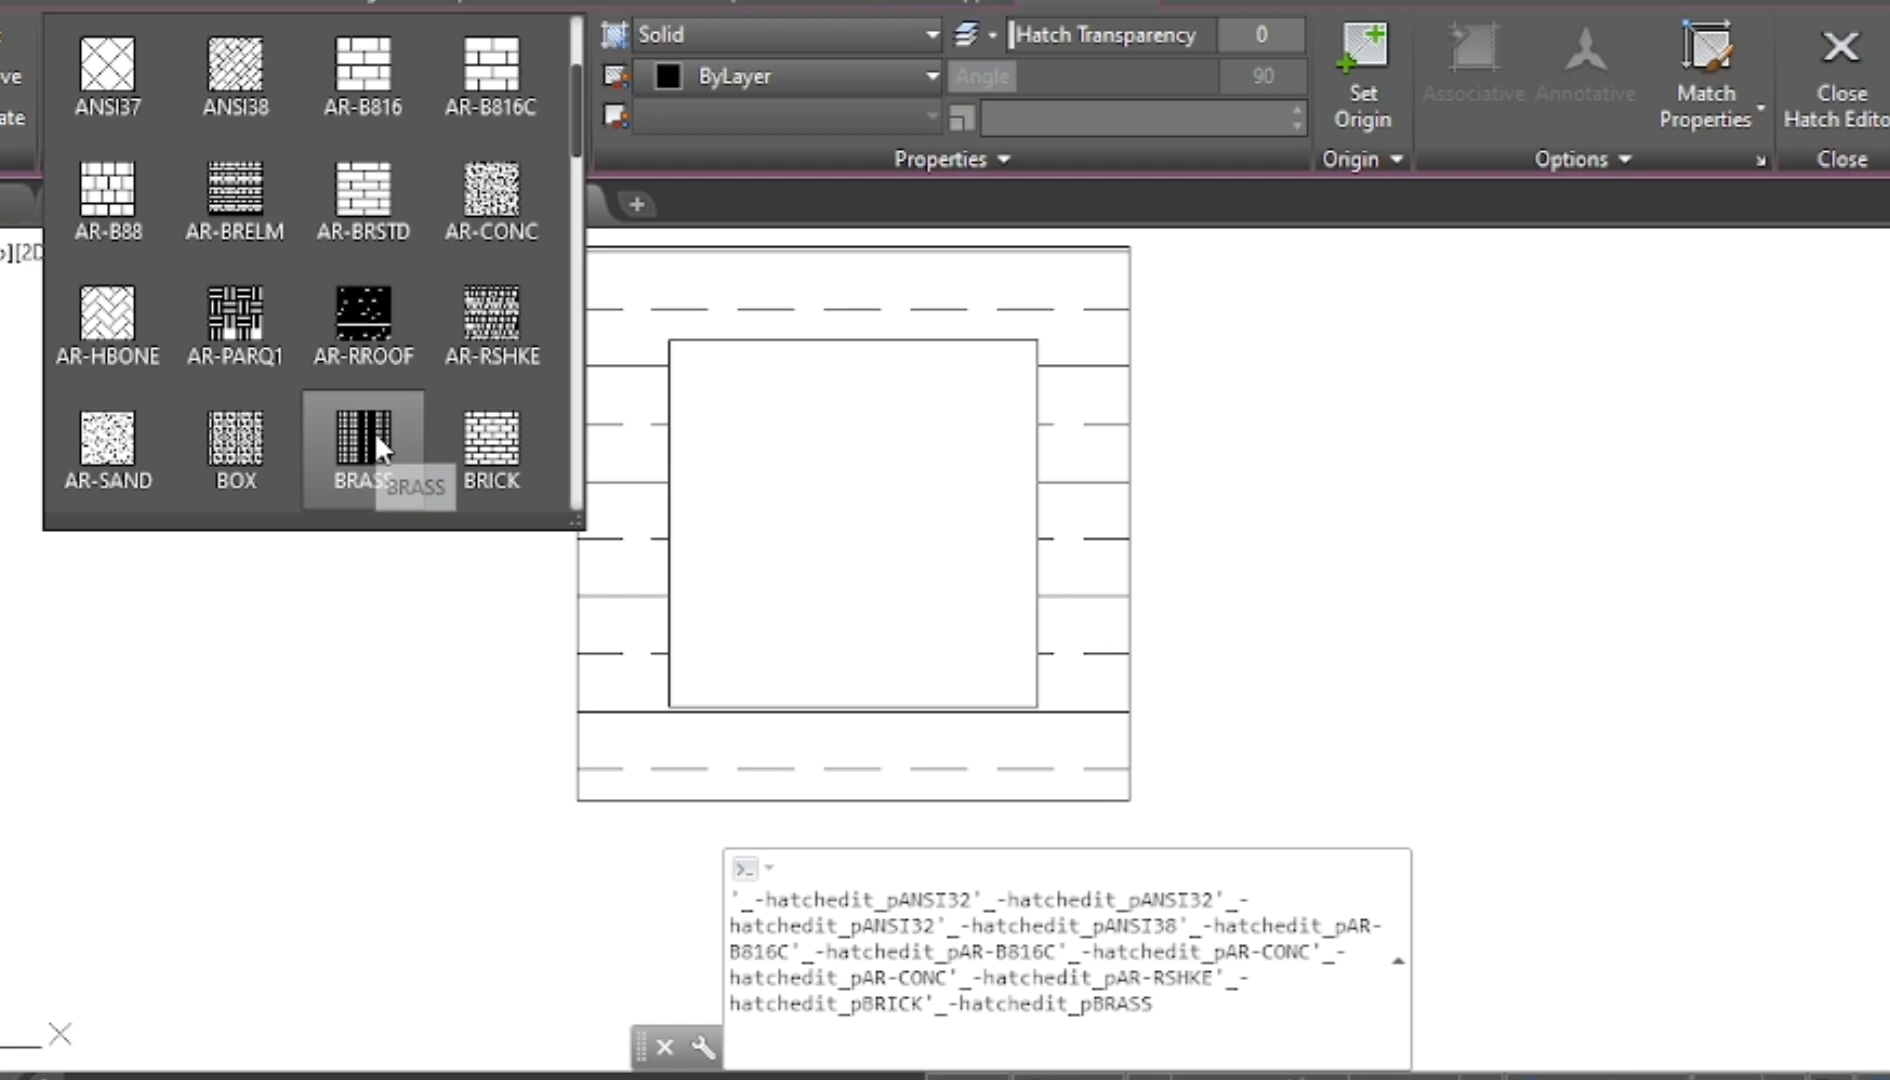 ve
ate
ANSI37
ANSI38
AR-B816
AR-B816C
AR-B88
AR-BRELM
AR-BRSTD
AR-CONC
AR-HBONE
AR-PARQ1
AR-RROOF
AR-RSHKE
AR-SAND
BOX
BRASS
BRASS
BRICK
Solid
Hatch Transparency
0
ByLayer
Angle
90
Properties
Set
Origin
Origin
Associative
Annotative
Match
Properties
Options
Close
Hatch Edito
Close
][2D
'_-hatchedit_pANSI32'_-hatchedit_pANSI32'_-
hatchedit_pANSI32'_-hatchedit_pANSI38'_-hatchedit_pAR-
B816C'_-hatchedit_pAR-B816C'_-hatchedit_pAR-CONC'_-
hatchedit_pAR-CONC'_-hatchedit_pAR-RSHKE'_-
hatchedit_pBRICK'_-hatchedit_pBRASS